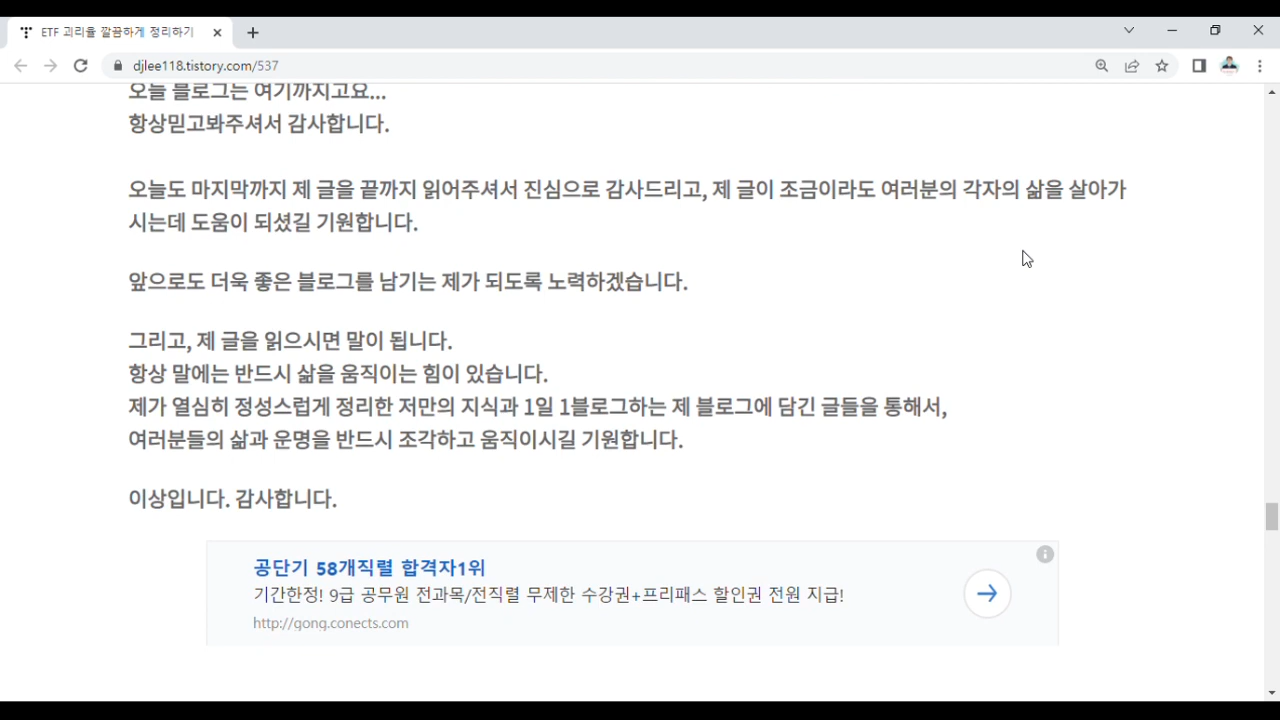 ETF 괴리율 깔끔하게 정리하기
djlee118.tistory.com/537
오늘 블로그는 여기까지고요...
항상믿고봐주셔서 감사합니다.
오늘도 마지막까지 제 글을 끝까지 읽어주셔서 진심으로 감사드리고, 제 글이 조금이라도 여러분의 각자의 삶을 살아가
시는데 도움이 되셨길 기원합니다.
앞으로도 더욱 좋은 블로그를 남기는 제가 되도록 노력하겠습니다.
그리고, 제 글을 읽으시면 말이 됩니다.
항상 말에는 반드시 삶을 움직이는 힘이 있습니다.
제가 열심히 정성스럽게 정리한 저만의 지식과 1일 1블로그하는 제 블로그에 담긴 글들을 통해서,
여러분들의 삶과 운명을 반드시 조각하고 움직이시길 기원합니다.
이상입니다. 감사합니다.
공단기 58개직렬 합격자1위
기간한정! 9급 공무원 전과목/전직렬 무제한 수강권+프리패스 할인권 전원 지급!
http://gong.conects.com